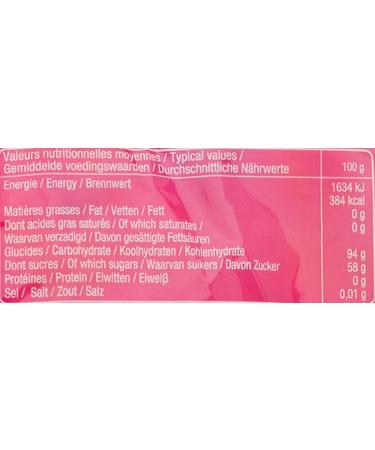 Valeurs nutritionnelles moyennes / Typical values /
Gemiddelde voedingswaarden / Durchschnittliche Nährwerte 100 g
Energie / Energy / Brennwert 1634 kJ
384 kcal
Matières grasses / Fat / Vetten / Fett 0 g
Dont acides gras saturés / Of which saturates / 0 g
Waarvan verzadigd / Davon gesättigte Fettsäuren
Glucides / Carbohydrate / Koolhydraten / Kohlenhydrate 94 g
Dont sucres / Of which sugars / Waarvan suikers / Davon Zucker 58 g
Protéines / Protein / Eiwitten / Eiweiß 0 g
Sel / Salt / Zout / Salz 0,01 g